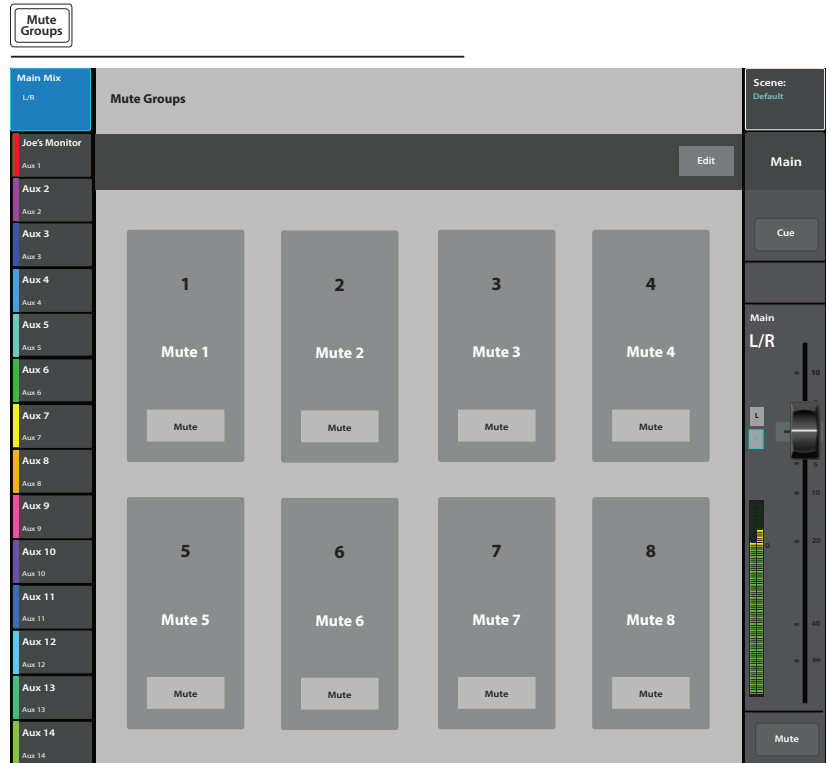 Mute
Groups
Main Mix
L/R
Mute Groups
Scene:
Default
Joe's Monitor
Aux 1
Edit
Main
Aux 2
Aux 2
Aux 3
Aux 3
Cue
Aux 4
Aux 4
Aux 5
Aux 5
Aux 6
Aux 6
Aux 7
Aux 7
Aux 8
Aux 8
Aux 9
Aux 9
Aux 10
Aux 10
Aux 11
Aux 11
Aux 12
Aux 12
Aux 13
Aux 13
Aux 14
Aux 14
1
Mute 1
Mute
2
Mute 2
Mute
3
Mute 3
Mute
4
Mute 4
Mute
5
Mute 5
Mute
6
Mute 6
Mute
7
Mute 7
Mute
8
Mute 8
Mute
Main
L/R
10
L
5
10
0
20
40
∞
Mute